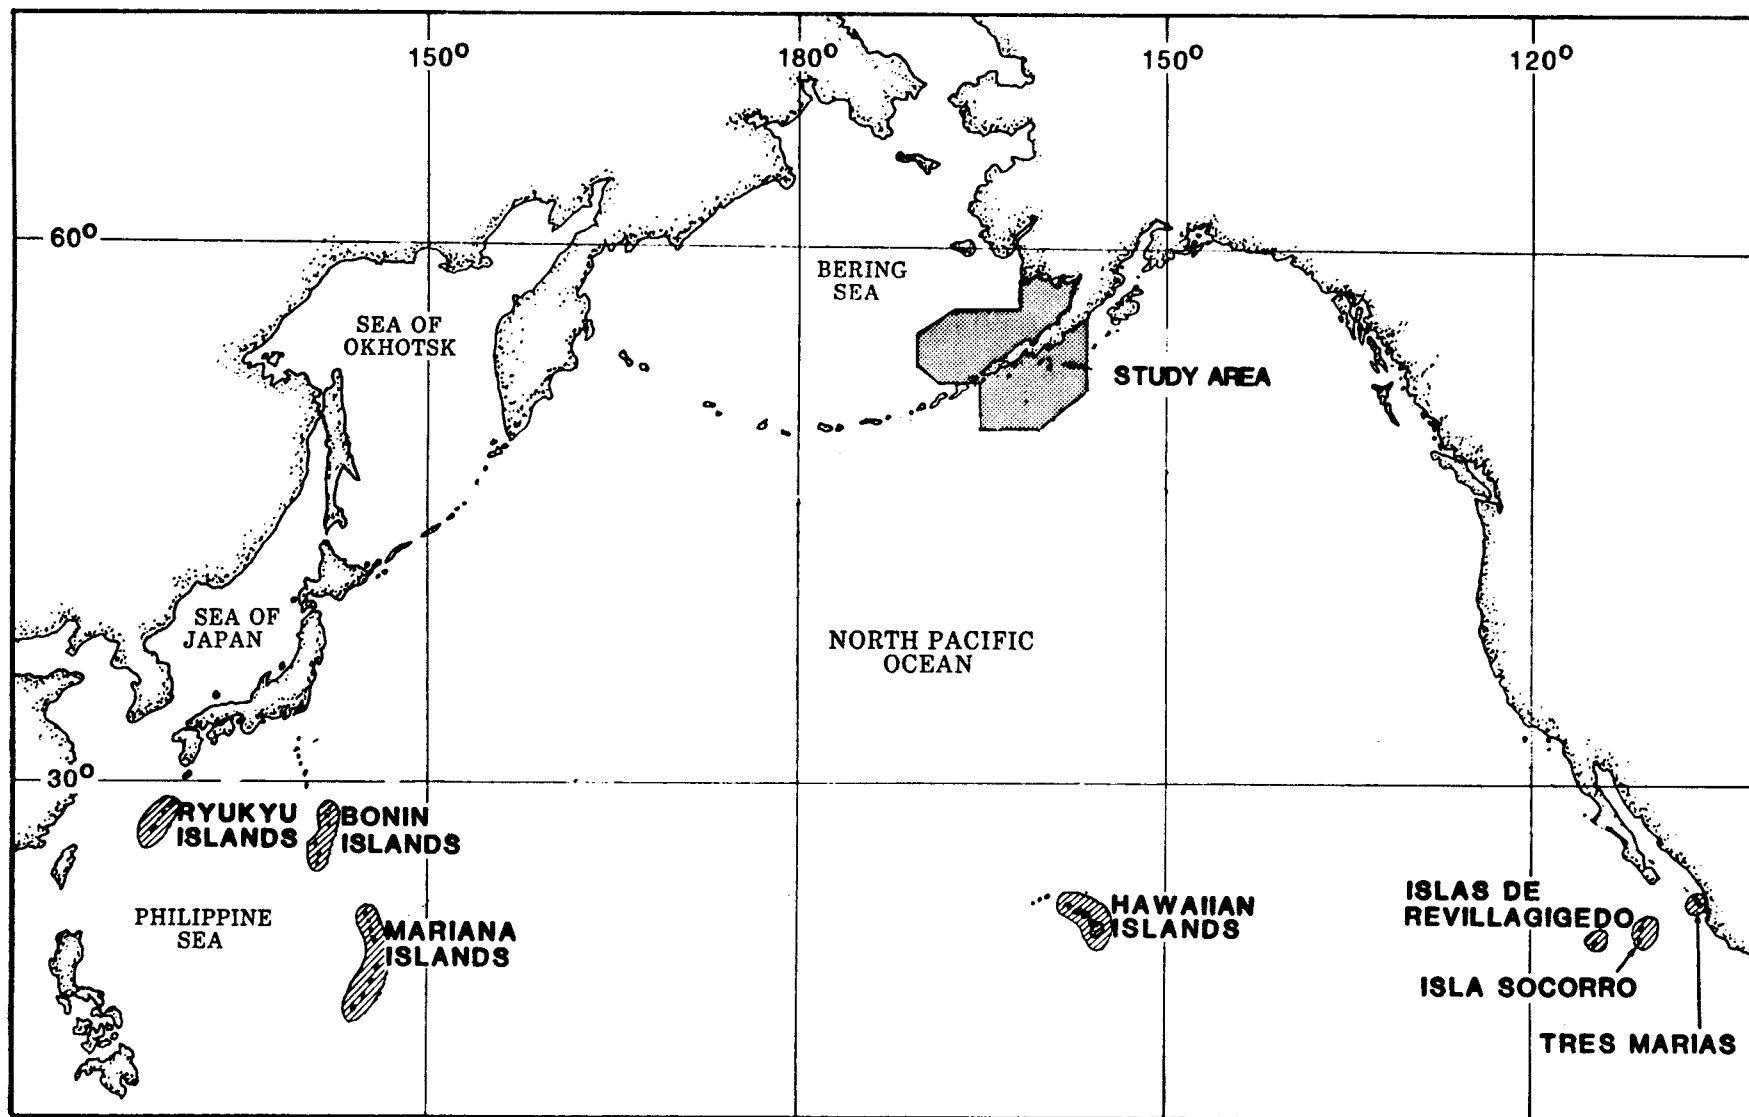 150°
180°
150°
120°
60°
BERING
SEA
SEA OF
OKHOTSK
STUDY AREA
SEA OF
JAPAN
NORTH PACIFIC
OCEAN
30°
RYUKYU
ISLANDS
BONIN
ISLANDS
PHILIPPINE
SEA
MARIANA
ISLANDS
HAWAIIAN
ISLANDS
ISLAS DE
REVILLAGIGEDO
ISLA SOCORRO
TRES MARIAS